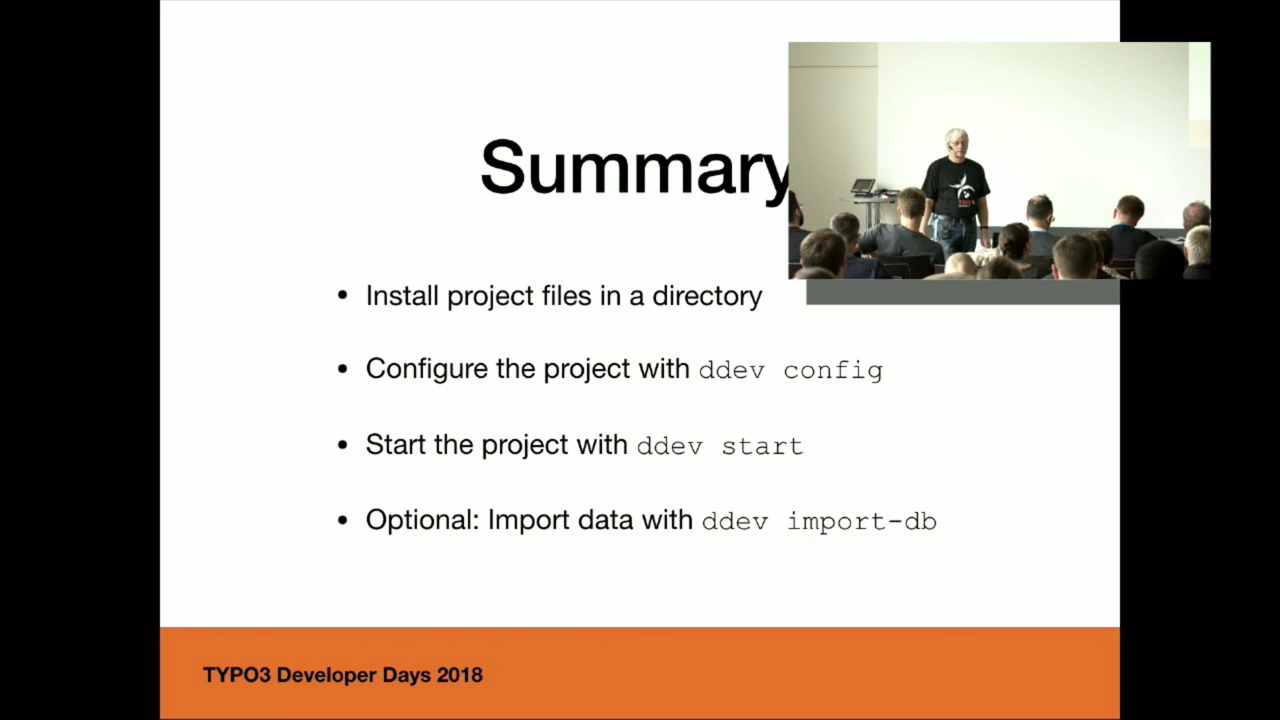 Summary
• Install project files in a directory
• Configure the project with ddev config
• Start the project with ddev start
• Optional: Import data with ddev import-db
TYPO3 Developer Days 2018